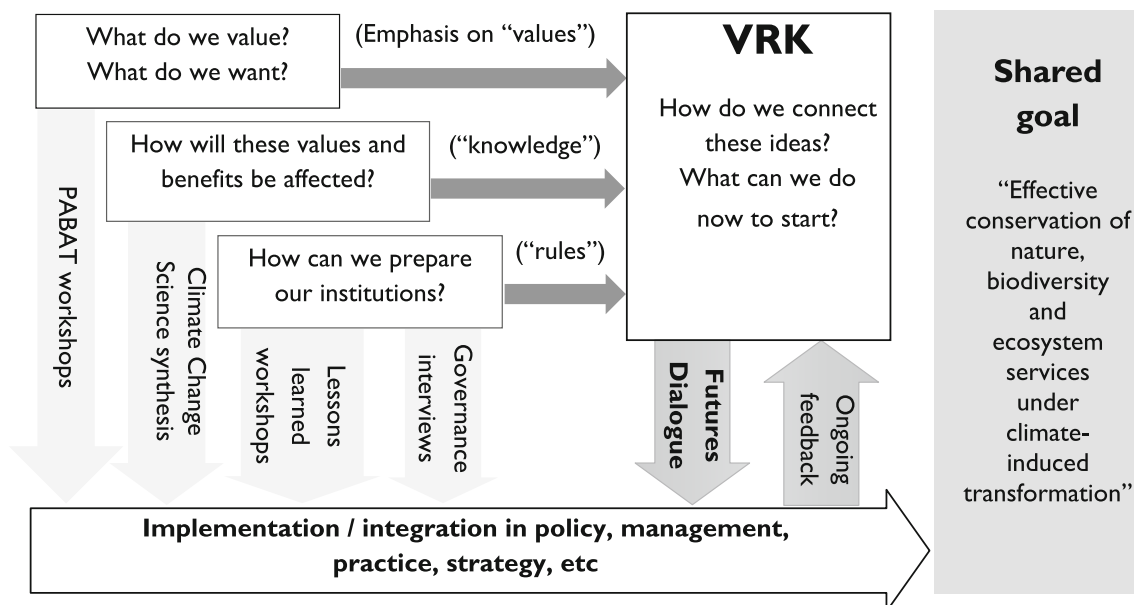 What do we value?
What do we want?
(Emphasis on “values”)
How will these values and
benefits be affected?
(“knowledge”)
How can we prepare
our institutions?
(“rules”)
VRK
How do we connect
these ideas?
What can we do
now to start?
Shared
goal
“Effective
conservation of
nature,
biodiversity
and
ecosystem
services
under
climate-
induced
transformation”
PABAT workshops
Climate Change
Science synthesis
Lessons
learned
workshops
Governance
interviews
Futures
Dialogue
Ongoing
feedback
Implementation / integration in policy, management,
practice, strategy, etc